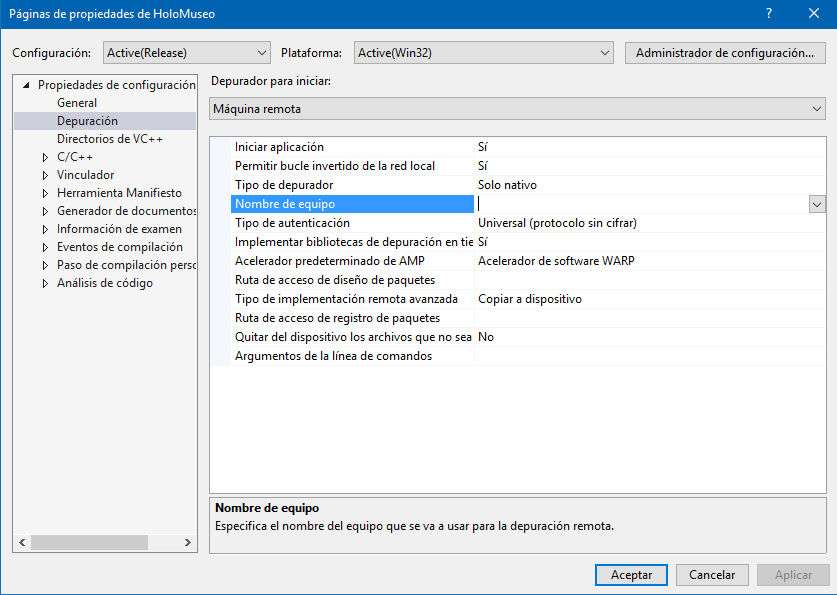 Páginas de propiedades de HoloMuseo
?
Configuración: Active(Release) Plataforma: Active(Win32) Administrador de configuración...
Propiedades de configuración
General
Depuración
Directorios de VC++
C/C++
Vinculador
Herramienta Manifiesto
Generador de documentos
Información de examen
Eventos de compilación
Paso de compilación perso
Análisis de código
Depurador para iniciar:
Máquina remota
Iniciar aplicación Sí
Permitir bucle invertido de la red local Sí
Tipo de depurador Solo nativo
Nombre de equipo
Tipo de autenticación Universal (protocolo sin cifrar)
Implementar bibliotecas de depuración en tie Sí
Acelerador predeterminado de AMP Acelerador de software WARP
Ruta de acceso de diseño de paquetes
Tipo de implementación remota avanzada Copiar a dispositivo
Ruta de acceso de registro de paquetes
Quitar del dispositivo los archivos que no sea No
Argumentos de la línea de comandos
Nombre de equipo
Especifica el nombre del equipo que se va a usar para la depuración remota.
Aceptar Cancelar Aplicar